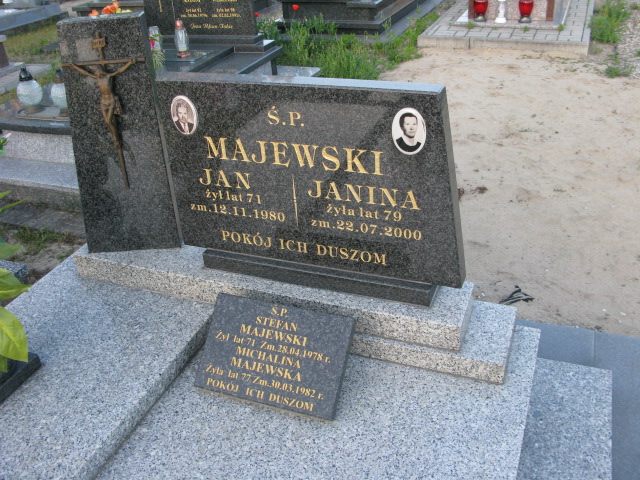 Ś.P.
MAJEWSKI
JAN
żył lat 71
zm.12.11.1980
JANINA
żyła lat 79
zm.22.07.2000
POKÓJ ICH DUSZOM
Ś.P.
STEFAN
MAJEWSKI
Żył lat 71 Zm.28.04.1978 r.
MICHALINA
MAJEWSKA
Żyła lat 77 Zm.30.03.1982 r.
POKÓJ ICH DUSZOM